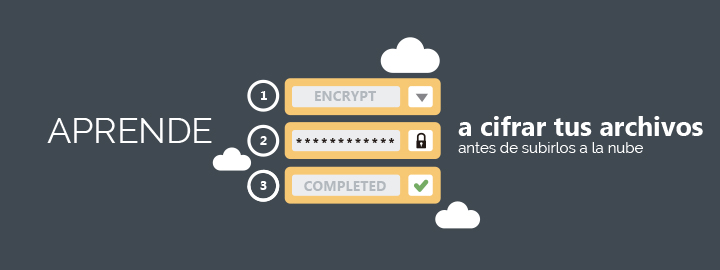 APRENDE
1 ENCRYPT
2 ************
3 COMPLETED
a cifrar tus archivos
antes de subirlos a la nube